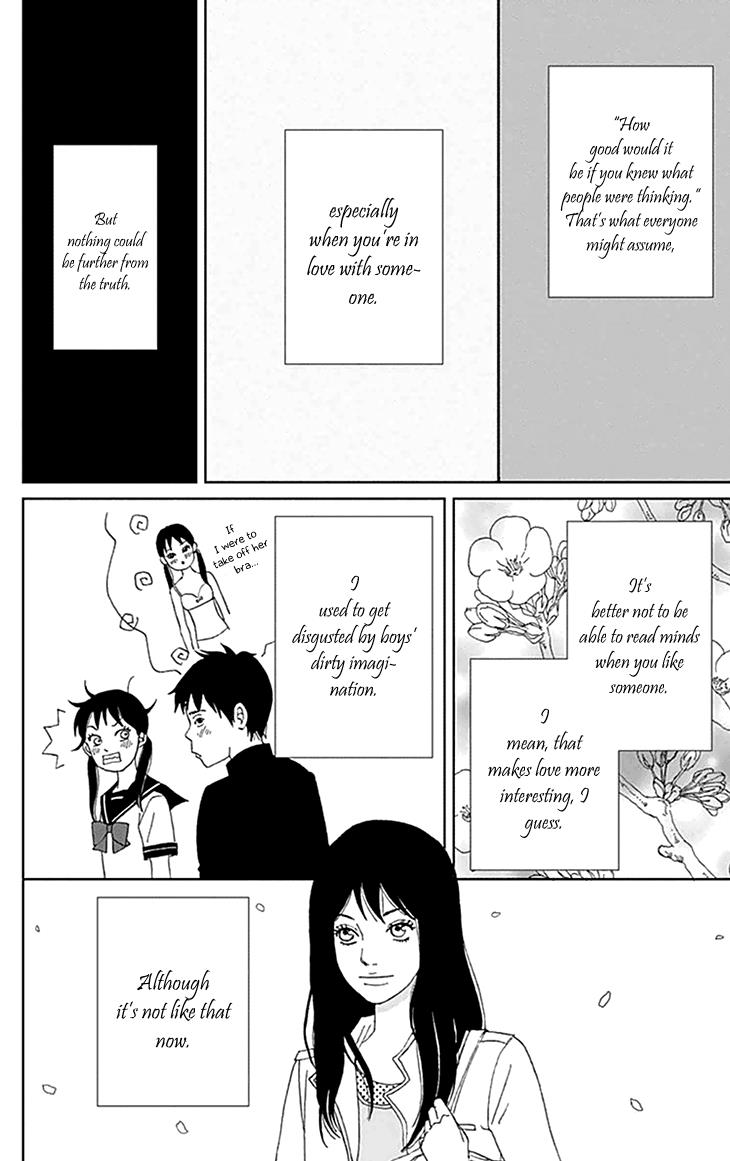 "How
good would it
be if you knew what
people were thinking."
That's what everyone
might assume,
especially
when you're in
love with some-
one.
But
nothing could
be further from
the truth.
It's
better not to be
able to read minds
when you like
someone.
I
mean, that
makes love more
interesting, I
guess.
I
used to get
disgusted by boys'
dirty imagi-
nation.
If
I were to
take off her
bra...
Although
it's not like that
now.